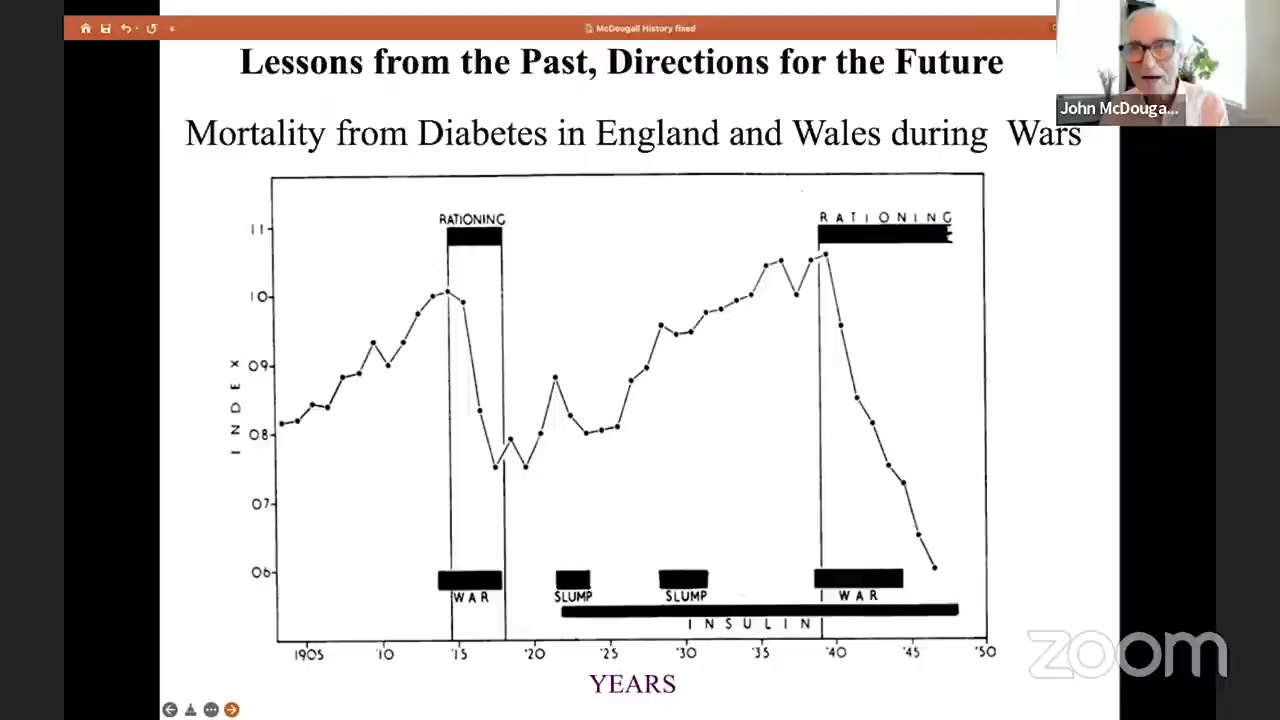 McDougall History fixed
Lessons from the Past, Directions for the Future
John McDouga...
Mortality from Diabetes in England and Wales during Wars
RATIONING
RATIONING
11
10
09
08
07
06
INDEX
WAR
SLUMP
SLUMP
WAR
INSULIN
1905
'10
'15
'20
'25
'30
'35
'40
'45
'50
YEARS
zoom